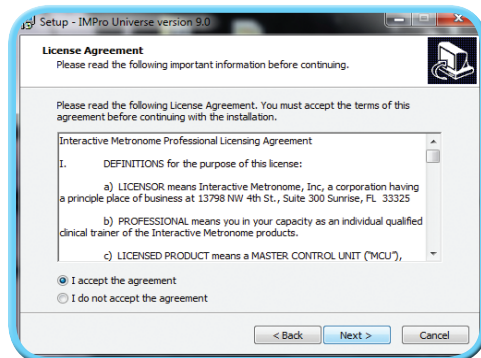 Setup - IMPro Universe version 9.0
License Agreement
Please read the following important information before continuing.
Please read the following License Agreement. You must accept the terms of this
agreement before continuing with the installation.
Interactive Metronome Professional Licensing Agreement
I. DEFINITIONS for the purpose of this license:
a) LICENSOR means Interactive Metronome, Inc, a corporation having
a principle place of business at 13798 NW 4th St., Suite 300 Sunrise, FL 33325
b) PROFESSIONAL means you in your capacity as an individual qualified
clinical trainer of the Interactive Metronome products.
c) LICENSED PRODUCT means a MASTER CONTROL UNIT ("MCU"),
I accept the agreement
I do not accept the agreement
< Back Next > Cancel